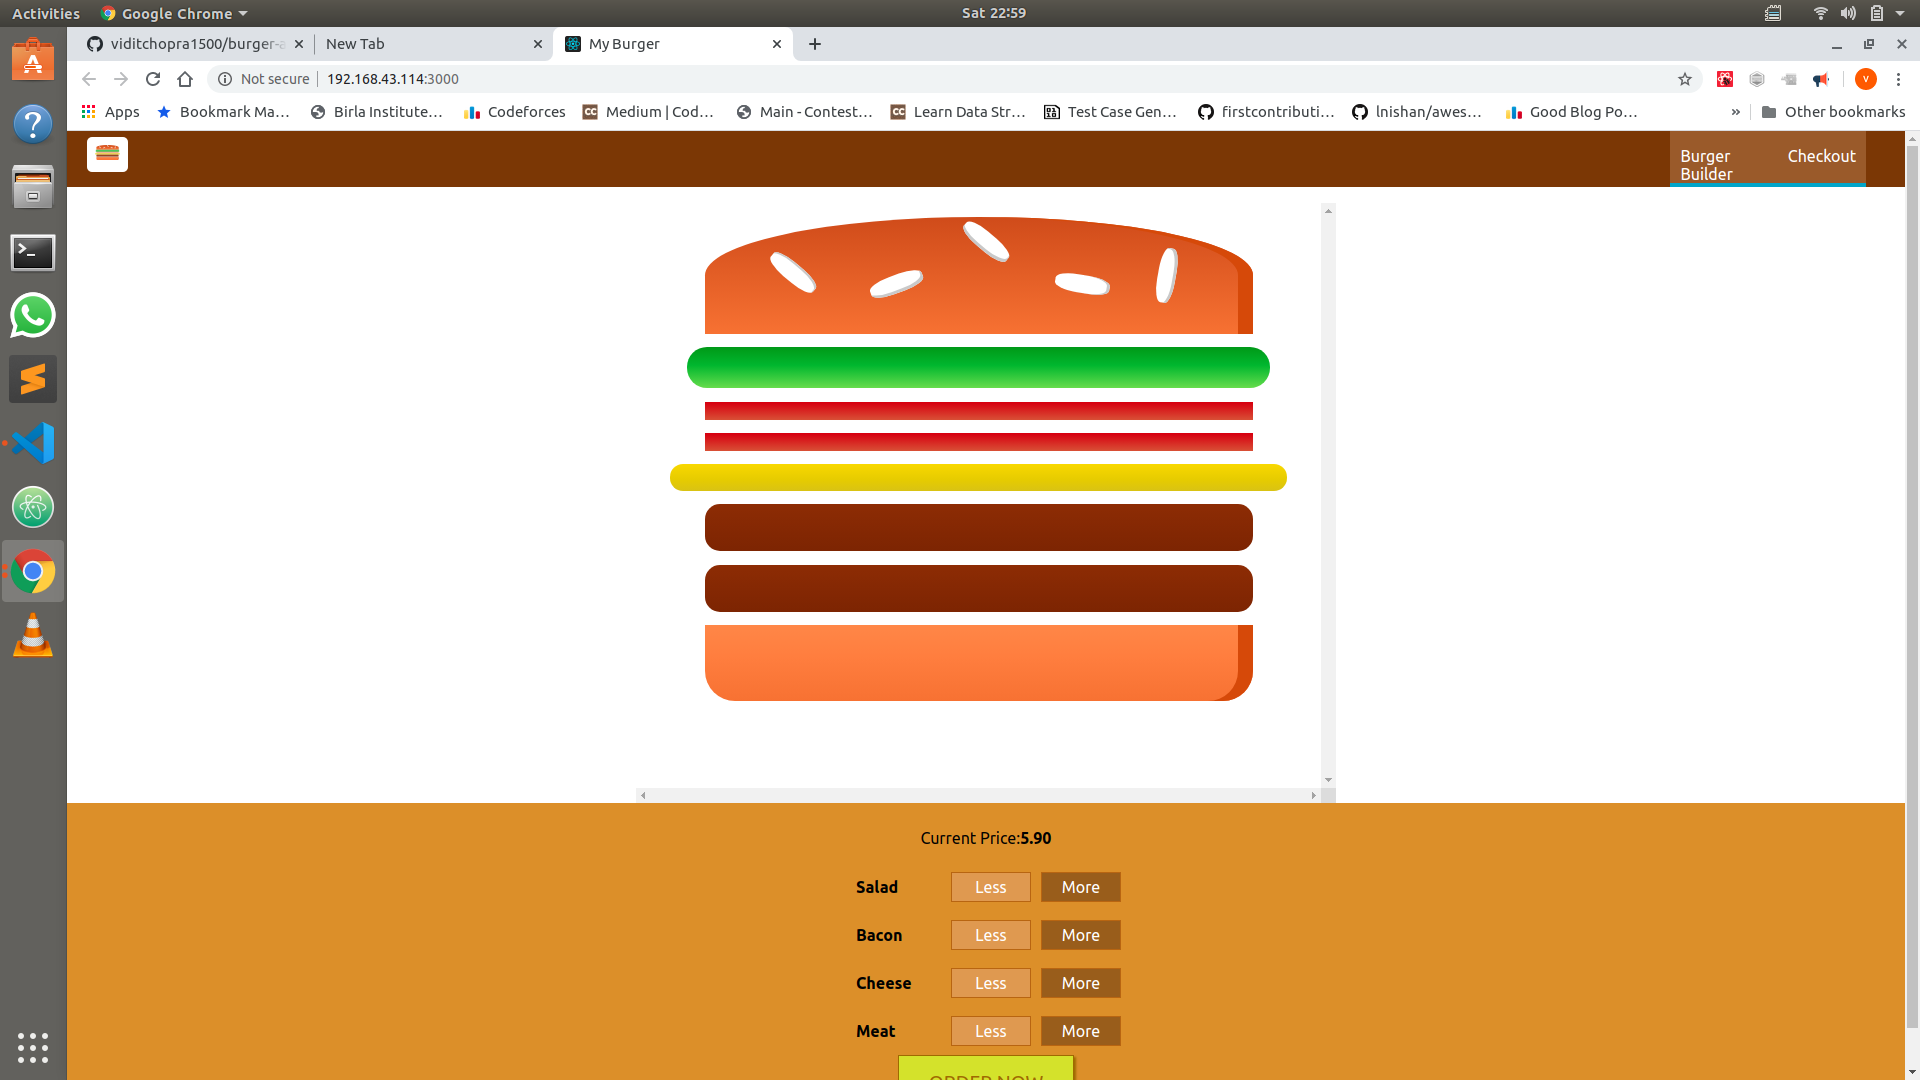 Activities
Google Chrome
Sat 22:59
viditchopra1500/burger-a
New Tab
My Burger
Not secure
192.168.43.114:3000
V
Apps
Bookmark Ma...
Birla Institute...
Codeforces
Medium | Cod...
Main - Contest...
Learn Data Str...
Test Case Gen...
firstcontributi...
lnishan/awes...
Good Blog Po...
»
Other bookmarks
Burger
Builder
Checkout
Current Price:5.90
Salad Less More
Bacon Less More
Cheese Less More
Meat Less More
ORDER NOW